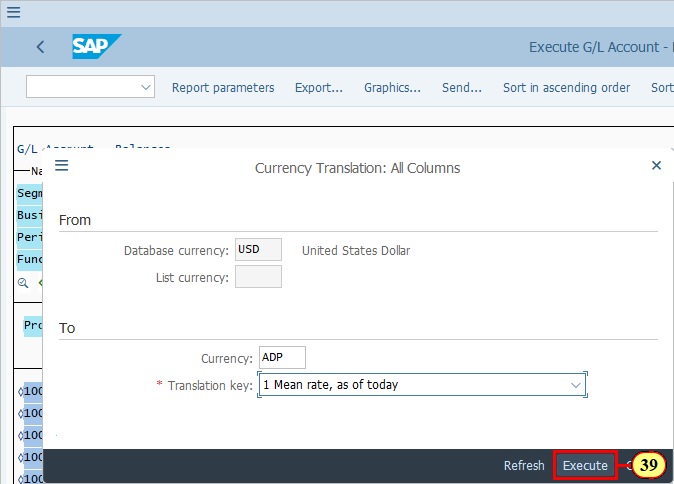 SAP
Execute G/L Account -
Report parameters Export... Graphics... Send... Sort in ascending order Sort
G/L Account Balances
Na
Segm
Busi
Peri
Func
Pro
100
100
100
100
100
Currency Translation: All Columns
From
Database currency: USD United States Dollar
List currency:
To
Currency: ADP
* Translation key: 1 Mean rate, as of today
Refresh Execute 39